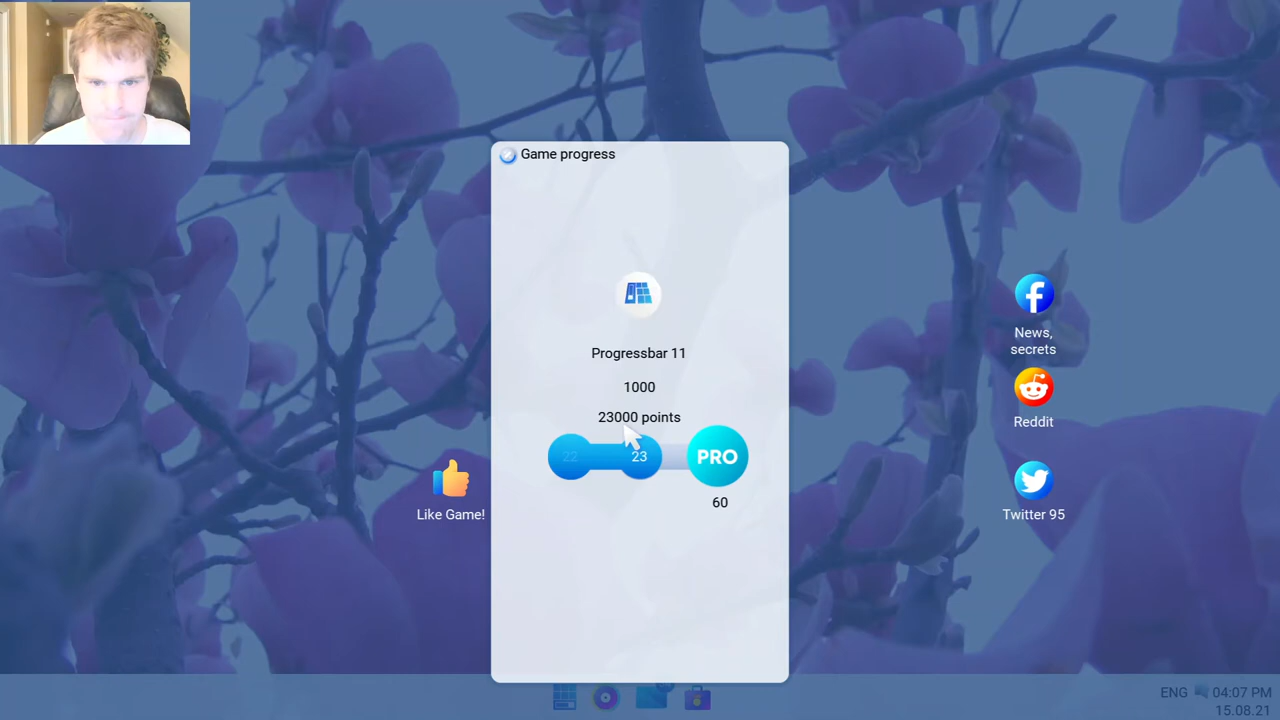 Game progress
Progressbar 11
1000
23000 points
22
23
PRO
60
Like Game!
News,
secrets
Reddit
Twitter 95
ENG
04:07 PM
15.08.21